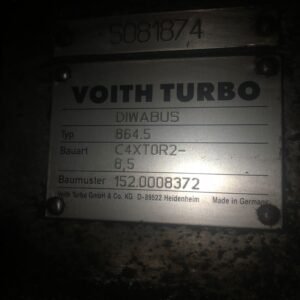 5081874
VOITH TURBO
DIWABUS
Typ 864.5
Bauart C4XT0R2-
8,5
Baumuster 152.0008372
Voith Turbo GmbH & Co. KG D-89522 Heidenheim Made in Germany